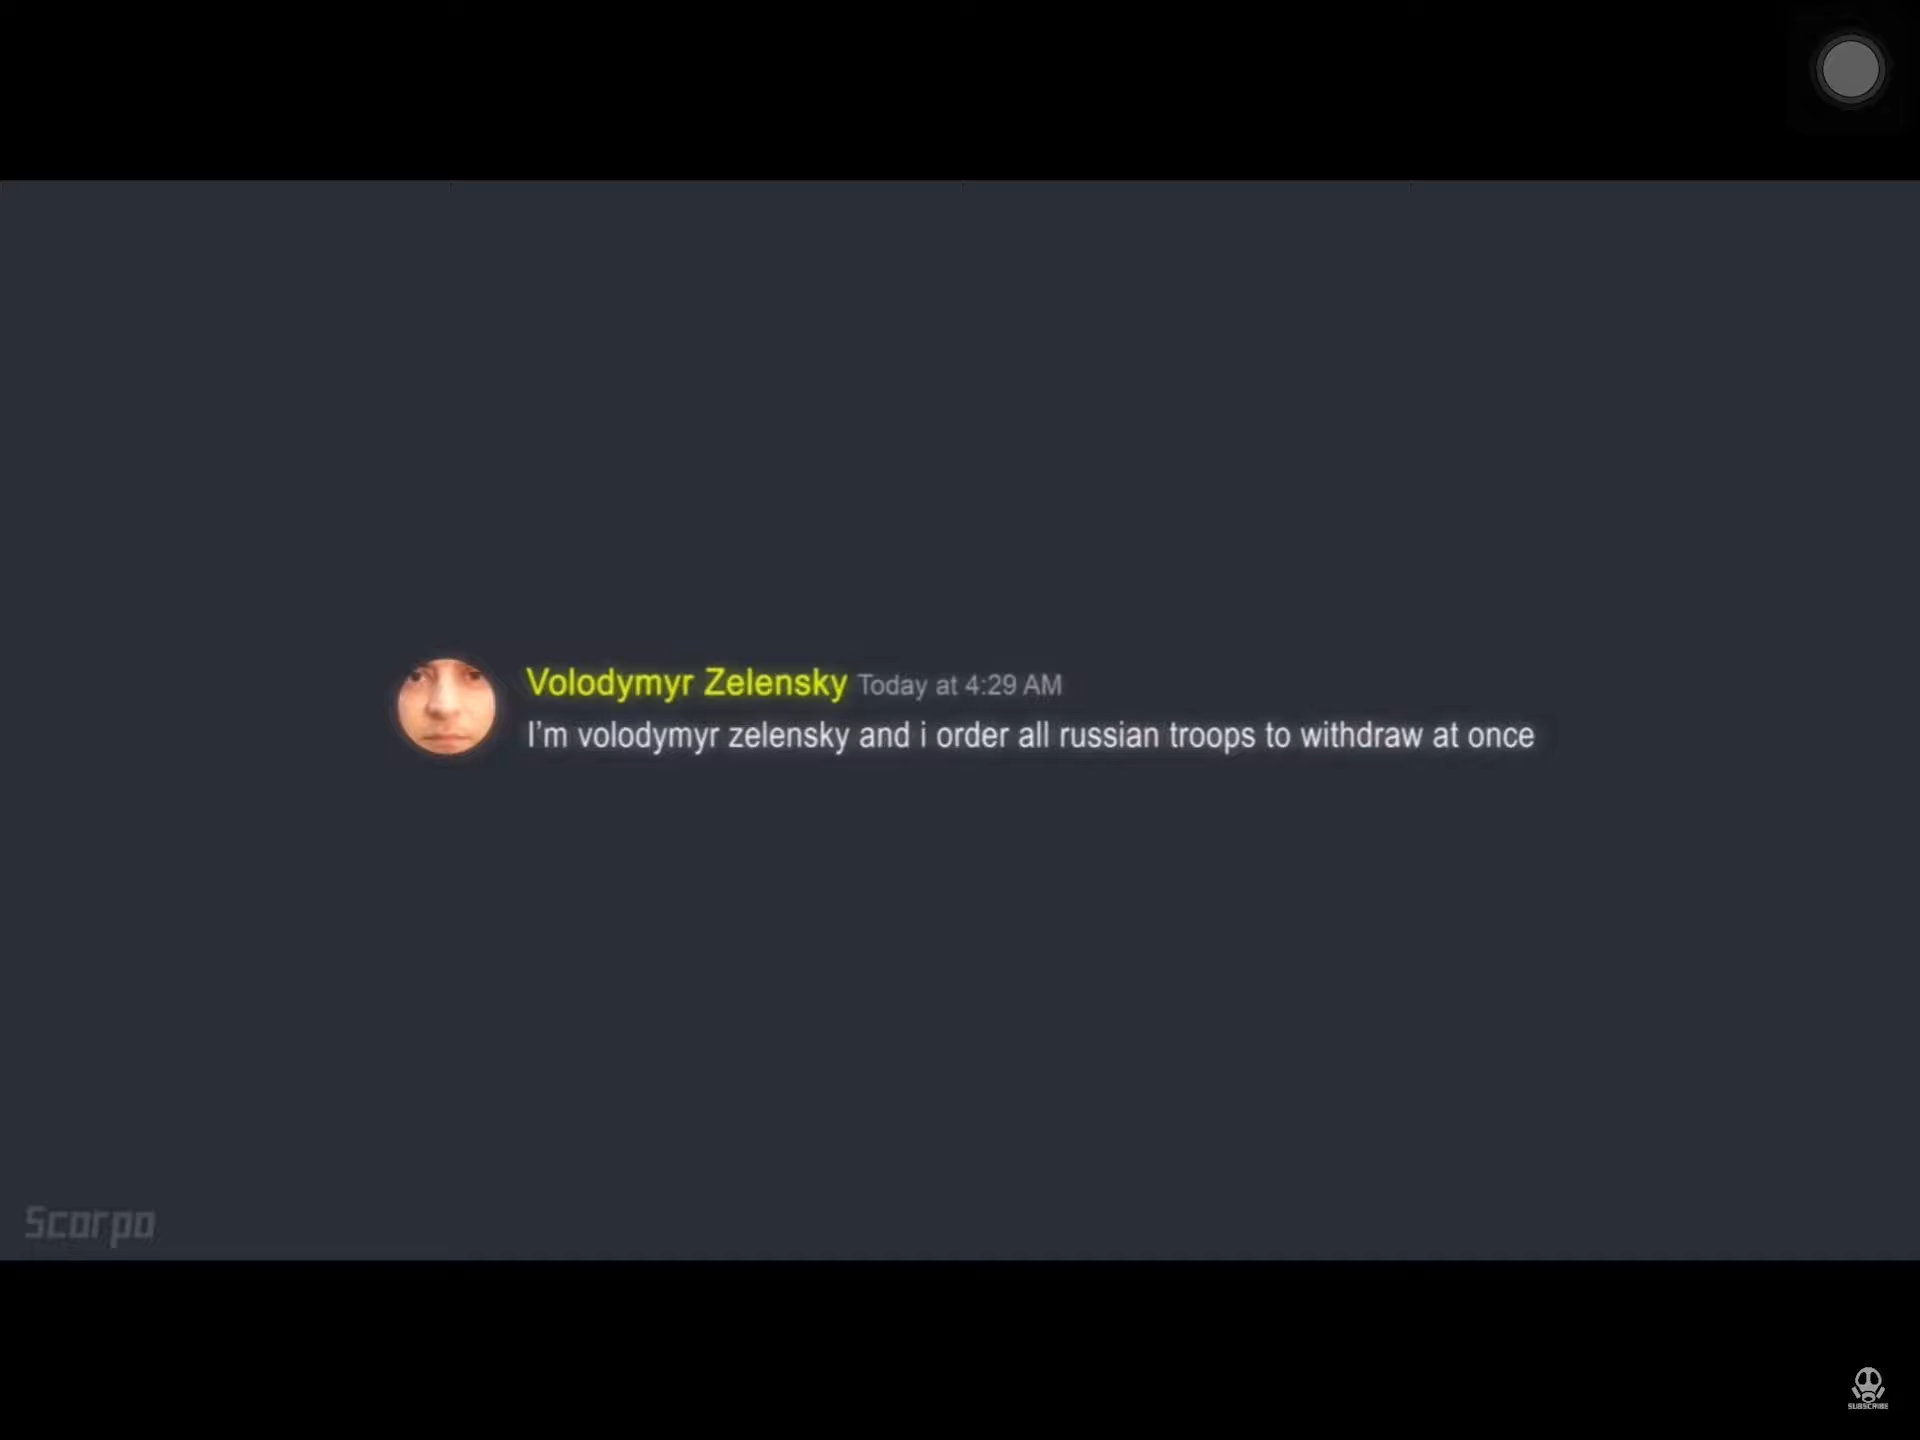 Volodymyr Zelensky Today at 4:29 AM
I'm volodymyr zelensky and i order all russian troops to withdraw at once
Scorpo
SUBSCRIBE